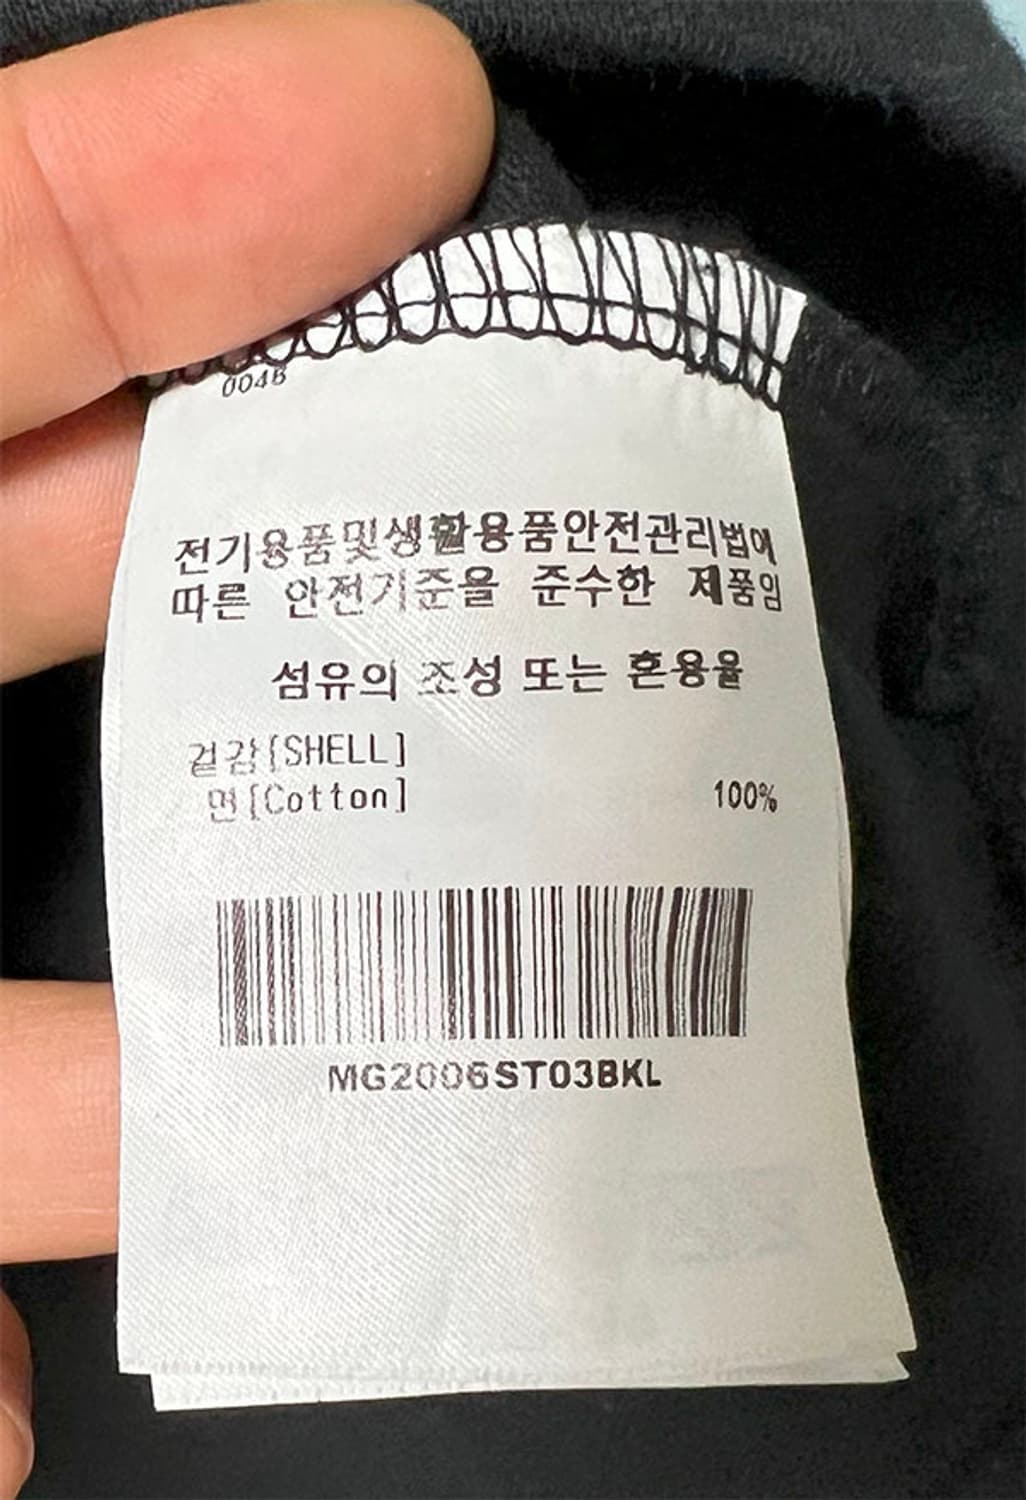 004B
전기용품및생활용품안전관리법에
따른 안전기준을 준수한 제품임
섬유의 조성 또는 혼용율
겉감[SHELL]
면[Cotton] 100%
MG2006ST03BKL